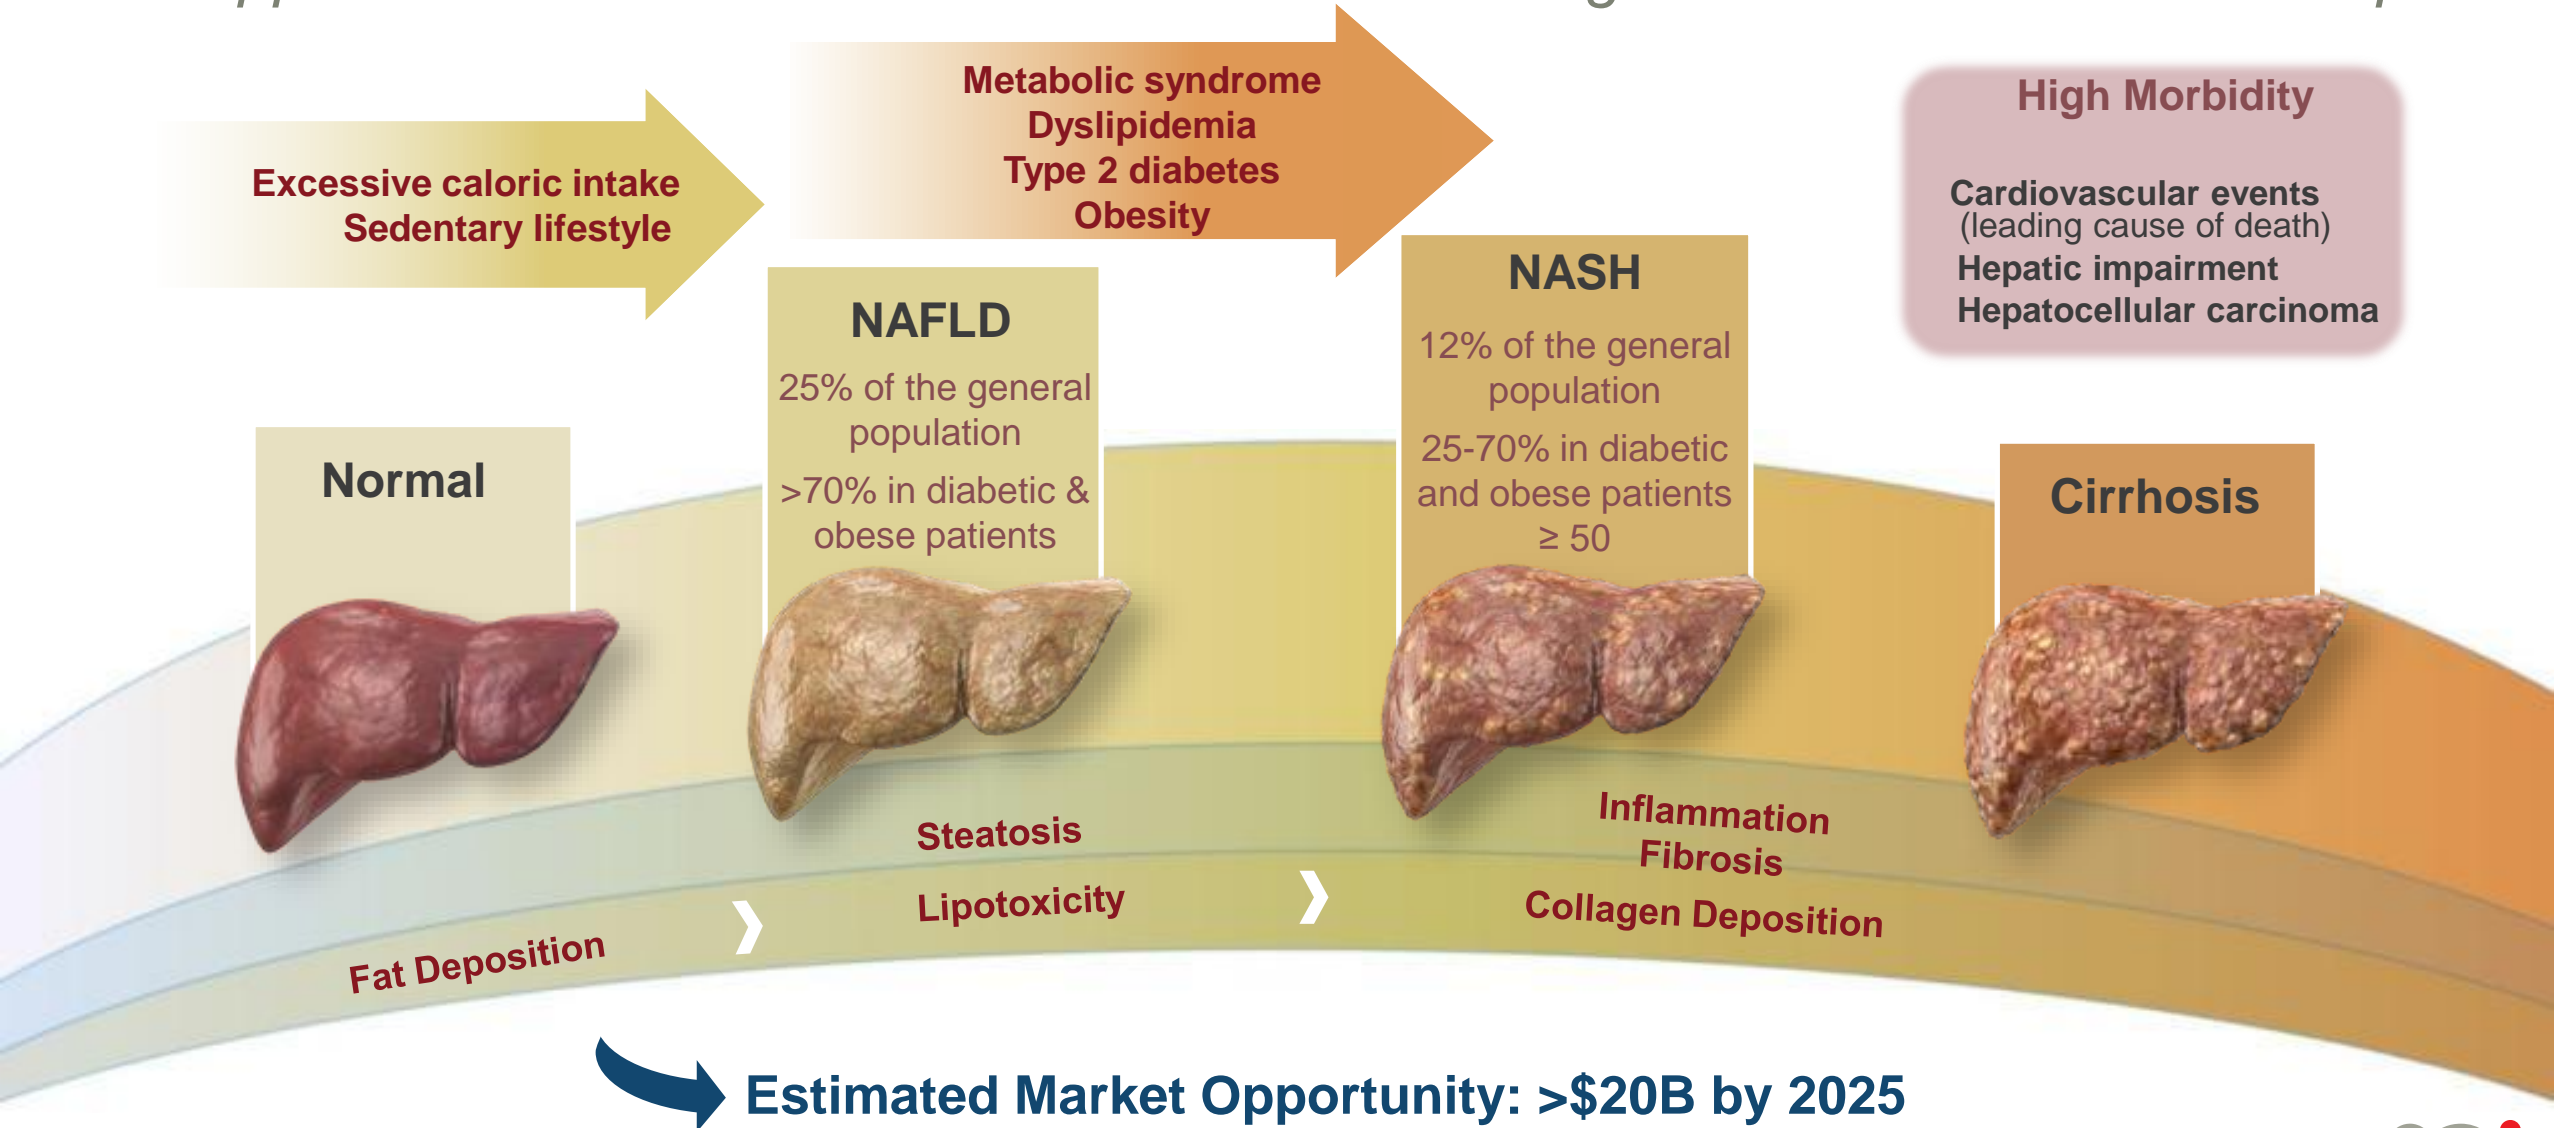 Excessive caloric intake
Sedentary lifestyle
Metabolic syndrome
Dyslipidemia
Type 2 diabetes
Obesity
High Morbidity
Cardiovascular events
(leading cause of death)
Hepatic impairment
Hepatocellular carcinoma
Normal
NAFLD
25% of the general
population
>70% in diabetic &
obese patients
NASH
12% of the general
population
25-70% in diabetic
and obese patients
≥ 50
Cirrhosis
Fat Deposition
Steatosis
Lipotoxicity
Inflammation
Fibrosis
Collagen Deposition
Estimated Market Opportunity: >$20B by 2025